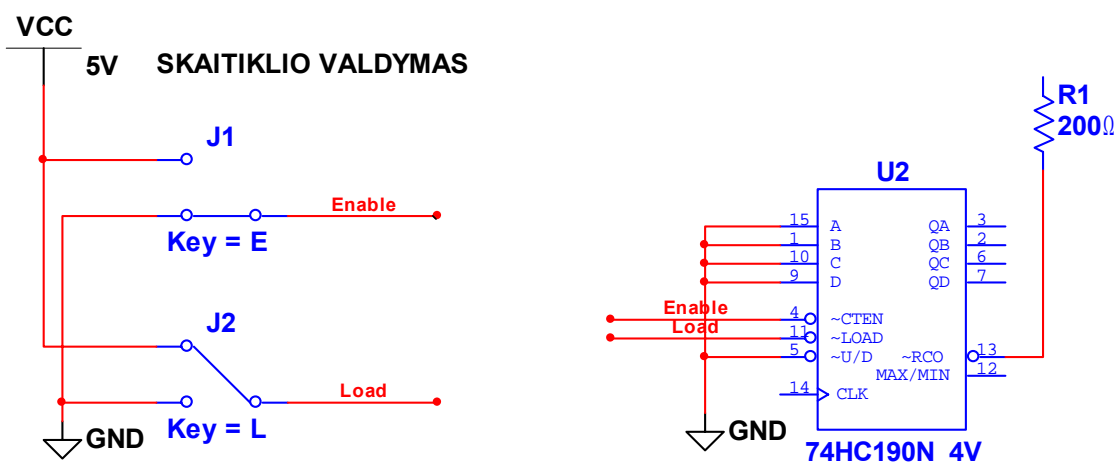 VCC
5V SKAITIKLIO VALDYMAS
J1
Enable
Key = E
J2
Load
Key = L
GND
R1
200Ω
U2
15 A QA 3
1 B QB 2
10 C QC 6
9 D QD 7
Enable 4 ~CTEN
Load 11 ~LOAD
5 ~U/D ~RCO 13
MAX/MIN 12
14 CLK
GND
74HC190N 4V